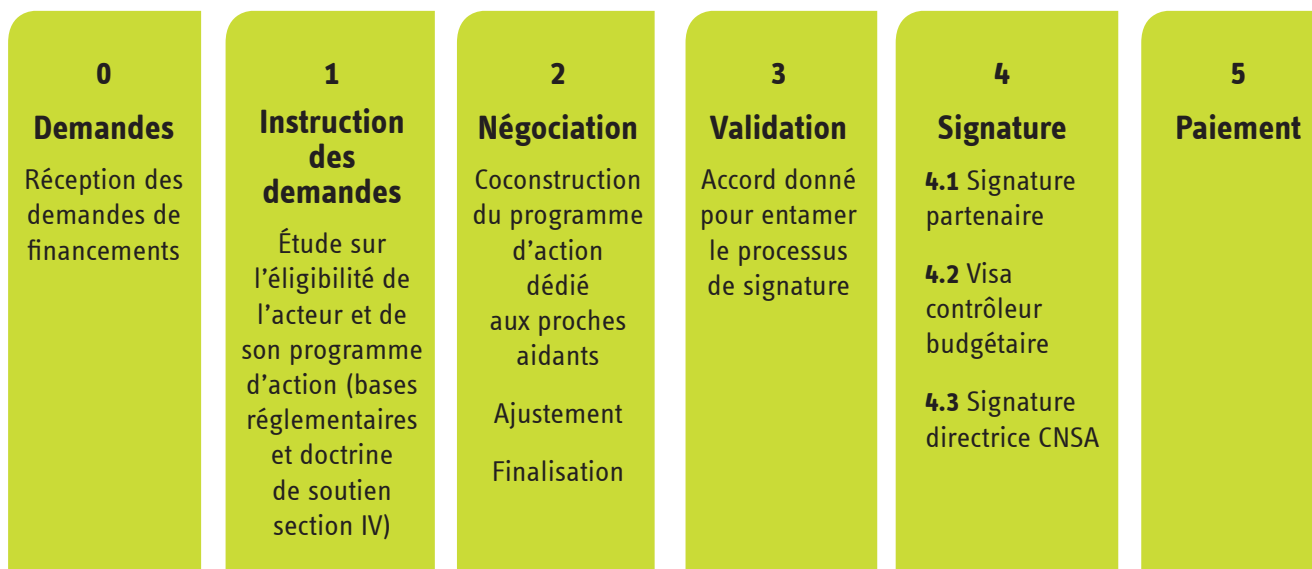 0
Demandes
Réception des
demandes de
financements
1
Instruction
des
demandes
Étude sur
l’éligibilité de
l’acteur et de
son programme
d’action (bases
réglementaires
et doctrine
de soutien
section IV)
2
Négociation
Coconstruction
du programme
d’action
dédié
aux proches
aidants
Ajustement
Finalisation
3
Validation
Accord donné
pour entamer
le processus
de signature
4
Signature
4.1 Signature
partenaire
4.2 Visa
contrôleur
budgétaire
4.3 Signature
directrice CNSA
5
Paiement